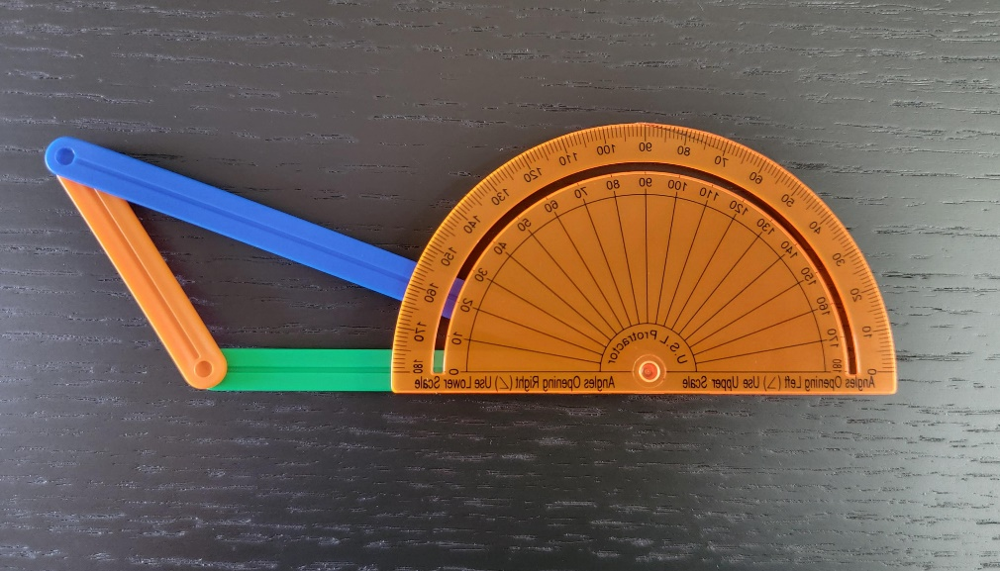 180 170 160 150 140 130 120 110 100 90 80 70 60 50 40 30 20 10
0 10 20 30 40 50 60 70 80 90 100 110 120 130 140 150 160 170 180
U.S.L Protractor
Angles Opening Left (⦣) Use Upper Scale Angles Opening Right (∠) Use Lower Scale